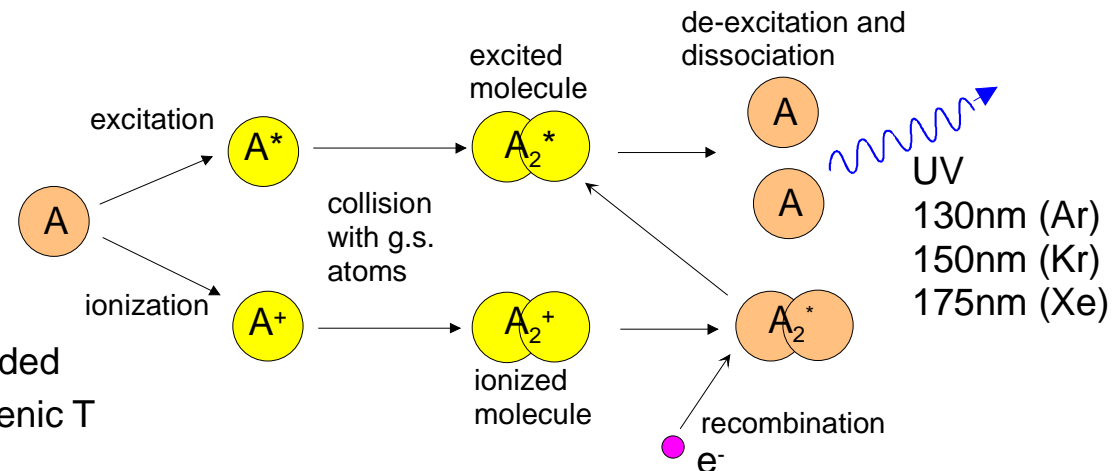 de-excitation and
dissociation
excited
molecule
excitation
A*
A₂*
A
A
UV
130nm (Ar)
150nm (Kr)
175nm (Xe)
A
collision
with g.s.
atoms
ionization
A⁺
A₂⁺
A₂*
ionized
molecule
ded
enic T
recombination
e⁻